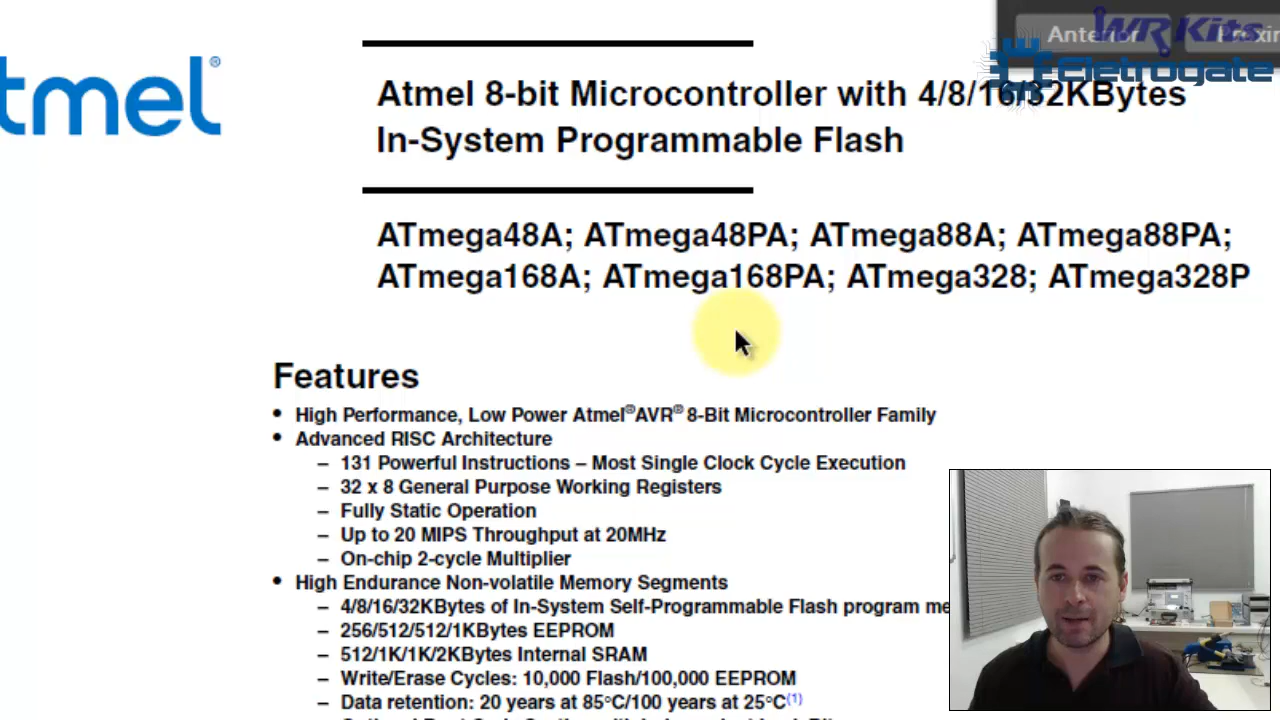 Anterior
WR Kits
Eletrogate
tmel®
Atmel 8-bit Microcontroller with 4/8/16/32KBytes
In-System Programmable Flash
ATmega48A; ATmega48PA; ATmega88A; ATmega88PA;
ATmega168A; ATmega168PA; ATmega328; ATmega328P
Features
• High Performance, Low Power Atmel®AVR® 8-Bit Microcontroller Family
• Advanced RISC Architecture
– 131 Powerful Instructions – Most Single Clock Cycle Execution
– 32 x 8 General Purpose Working Registers
– Fully Static Operation
– Up to 20 MIPS Throughput at 20MHz
– On-chip 2-cycle Multiplier
• High Endurance Non-volatile Memory Segments
– 4/8/16/32KBytes of In-System Self-Programmable Flash program me
– 256/512/512/1KBytes EEPROM
– 512/1K/1K/2KBytes Internal SRAM
– Write/Erase Cycles: 10,000 Flash/100,000 EEPROM
– Data retention: 20 years at 85°C/100 years at 25°C(1)